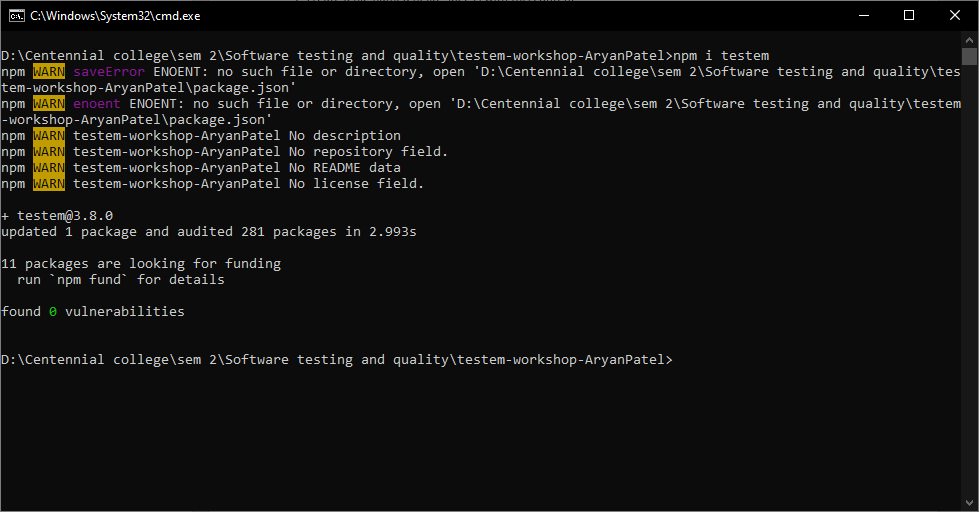 C:\Windows\System32\cmd.exe
D:\Centennial college\sem 2\Software testing and quality\testem-workshop-AryanPatel>npm i testem
npm WARN saveError ENOENT: no such file or directory, open 'D:\Centennial college\sem 2\Software testing and quality\tes
tem-workshop-AryanPatel\package.json'
npm WARN enoent ENOENT: no such file or directory, open 'D:\Centennial college\sem 2\Software testing and quality\testem
-workshop-AryanPatel\package.json'
npm WARN testem-workshop-AryanPatel No description
npm WARN testem-workshop-AryanPatel No repository field.
npm WARN testem-workshop-AryanPatel No README data
npm WARN testem-workshop-AryanPatel No license field.
+ testem@3.8.0
updated 1 package and audited 281 packages in 2.993s
11 packages are looking for funding
run `npm fund` for details
found 0 vulnerabilities
D:\Centennial college\sem 2\Software testing and quality\testem-workshop-AryanPatel>